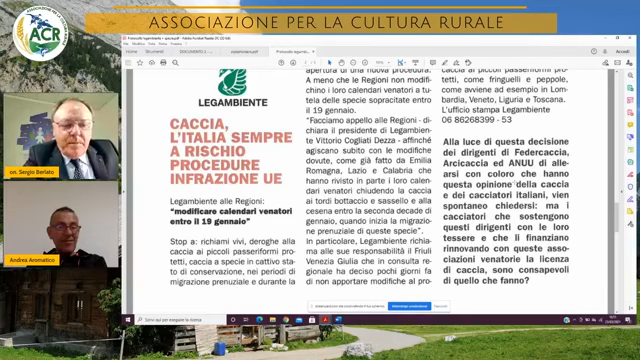 ASSOCIAZIONE PER LA CULTURA RURALE
ACR
on. Sergio Berlato
Andrea Aromatico
Home
Strumenti
Accedi
LEGAMBIENTE
CACCIA,
L'ITALIA SEMPRE
A RISCHIO
PROCEDURE
INFRAZIONE UE
Legambiente alle Regioni:
"modificare calendari venatori
entro il 19 gennaio"
Stop a: richiami vivi, deroghe alla
caccia ai piccoli passeriformi pro-
tetti, caccia a specie in cattivo sta-
to di conservazione, nei periodi di
migrazione prenuziale e durante la
apertura di una nuova procedura.
A meno che le Regioni non modifi-
chino i loro calendari venatori a tu-
tela delle specie sopracitate entro
il 19 gennaio.
"Facciamo appello alle Regioni - di-
chiara il presidente di Legambien-
te Vittorio Cogliati Dezza - affinché
agiscano subito con le modifiche
dovute, come già fatto da Emilia
Romagna, Lazio e Calabria che
hanno rivisto in parte i loro calen-
dari venatori chiudendo la caccia
ai tordi bottaccio e sassello e alla
cesena entro la seconda decade di
gennaio, quando inizia la migrazio-
ne prenuziale di queste specie".
In particolare, Legambiente richia-
ma alle sue responsabilità il Friuli
Venezia Giulia che in consulta re-
gionale ha deciso pochi giorni fa
di non apportare modifiche al pro-
caccia ai piccoli passeriformi pro-
tetti, come fringuelli e peppole,
come avviene ad esempio in Lom-
bardia, Veneto, Liguria e Toscana.
L'ufficio stampa Legambiente
06 86268399 - 53
Alla luce di questa decisione
dei dirigenti di Federcaccia,
Arcicaccia ed ANUU di alle-
arsi con coloro che hanno
questa opinione della caccia
e dei cacciatori italiani, vien
spontaneo chiedersi: ma i
cacciatori che sostengono
questi dirigenti con le loro
tessere e che li finanziano
rinnovando con queste asso-
ciazioni venatorie la licenza
di caccia, sono consapevoli
di quello che fanno?
Scrivi qui per eseguire la ricerca